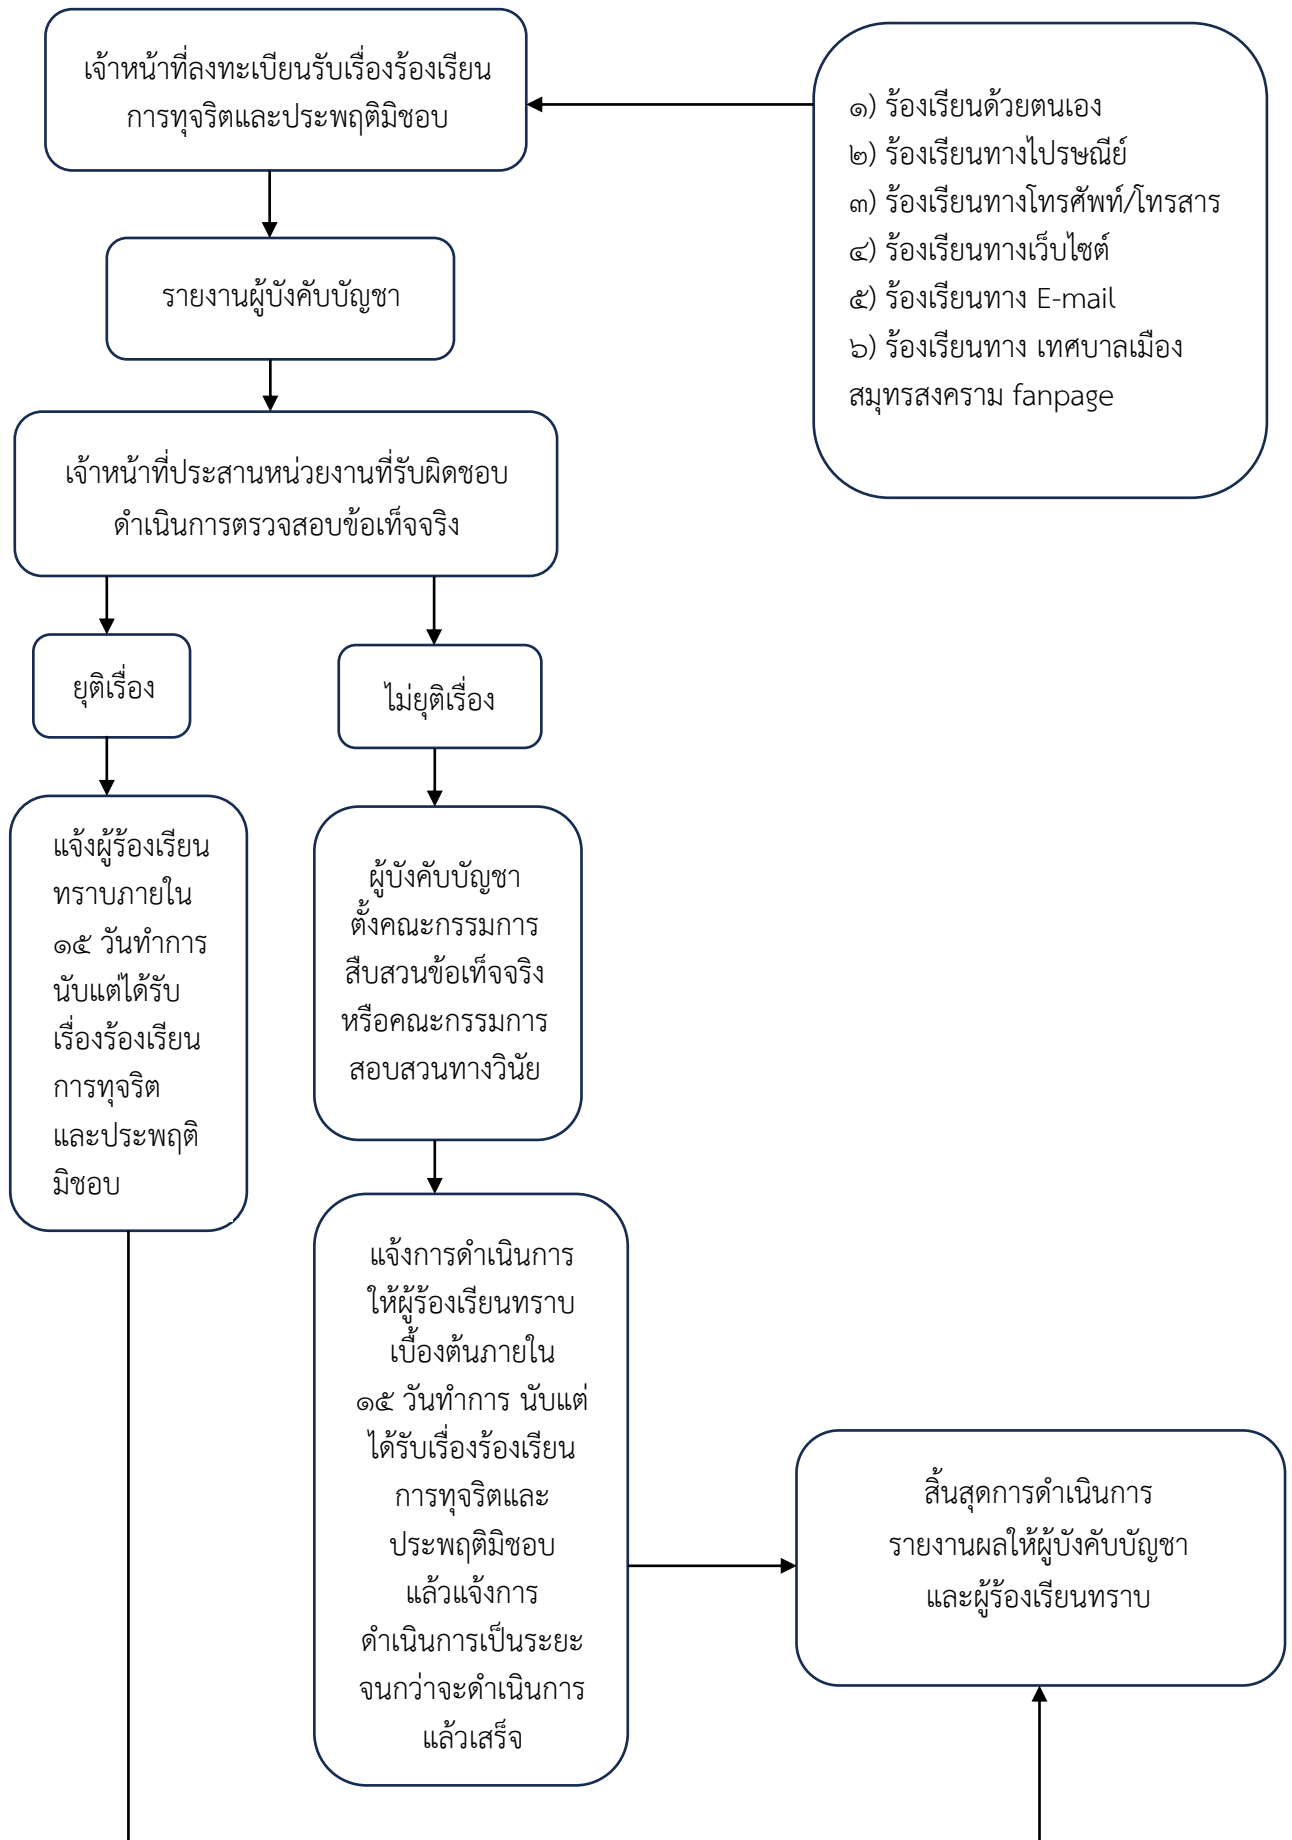 เจ้าหน้าที่ลงทะเบียนรับเรื่องร้องเรียน
การทุจริตและประพฤติมิชอบ
๑) ร้องเรียนด้วยตนเอง
๒) ร้องเรียนทางไปรษณีย์
๓) ร้องเรียนทางโทรศัพท์/โทรสาร
๔) ร้องเรียนทางเว็บไซต์
๕) ร้องเรียนทาง E-mail
๖) ร้องเรียนทาง เทศบาลเมือง
สมุทรสงคราม fanpage
รายงานผู้บังคับบัญชา
เจ้าหน้าที่ประสานหน่วยงานที่รับผิดชอบ
ดำเนินการตรวจสอบข้อเท็จจริง
ยุติเรื่อง
ไม่ยุติเรื่อง
แจ้งผู้ร้องเรียน
ทราบภายใน
๑๕ วันทำการ
นับแต่ได้รับ
เรื่องร้องเรียน
การทุจริต
และประพฤติ
มิชอบ
ผู้บังคับบัญชา
ตั้งคณะกรรมการ
สืบสวนข้อเท็จจริง
หรือคณะกรรมการ
สอบสวนทางวินัย
แจ้งการดำเนินการ
ให้ผู้ร้องเรียนทราบ
เบื้องต้นภายใน
๑๕ วันทำการ นับแต่
ได้รับเรื่องร้องเรียน
การทุจริตและ
ประพฤติมิชอบ
แล้วแจ้งการ
ดำเนินการเป็นระยะ
จนกว่าจะดำเนินการ
แล้วเสร็จ
สิ้นสุดการดำเนินการ
รายงานผลให้ผู้บังคับบัญชา
และผู้ร้องเรียนทราบ